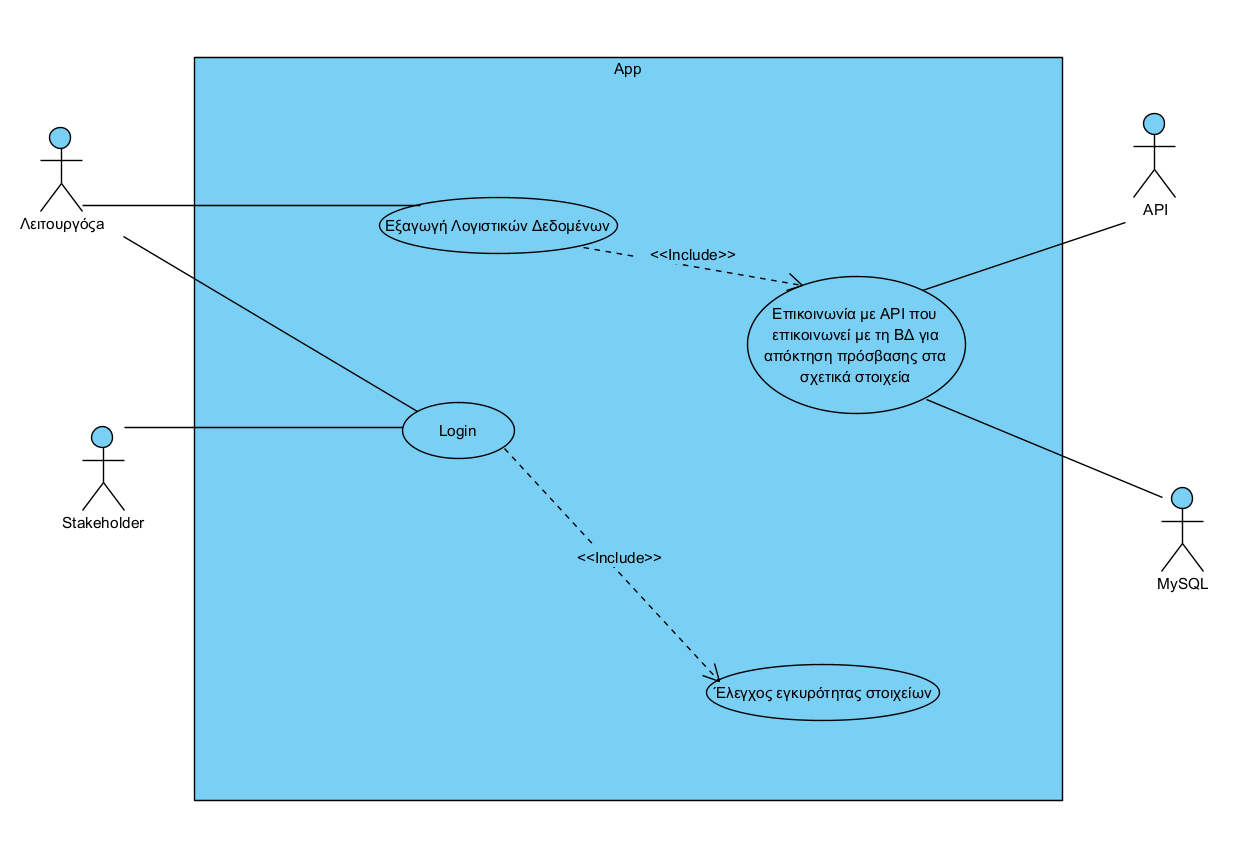 App
Λειτουργόςa
API
Εξαγωγή Λογιστικών Δεδομένων
<<Include>>
Επικοινωνία με API που
επικοινωνεί με τη ΒΔ για
απόκτηση πρόσβασης στα
σχετικά στοιχεία
Login
Stakeholder
<<Include>>
MySQL
Έλεγχος εγκυρότητας στοιχείων